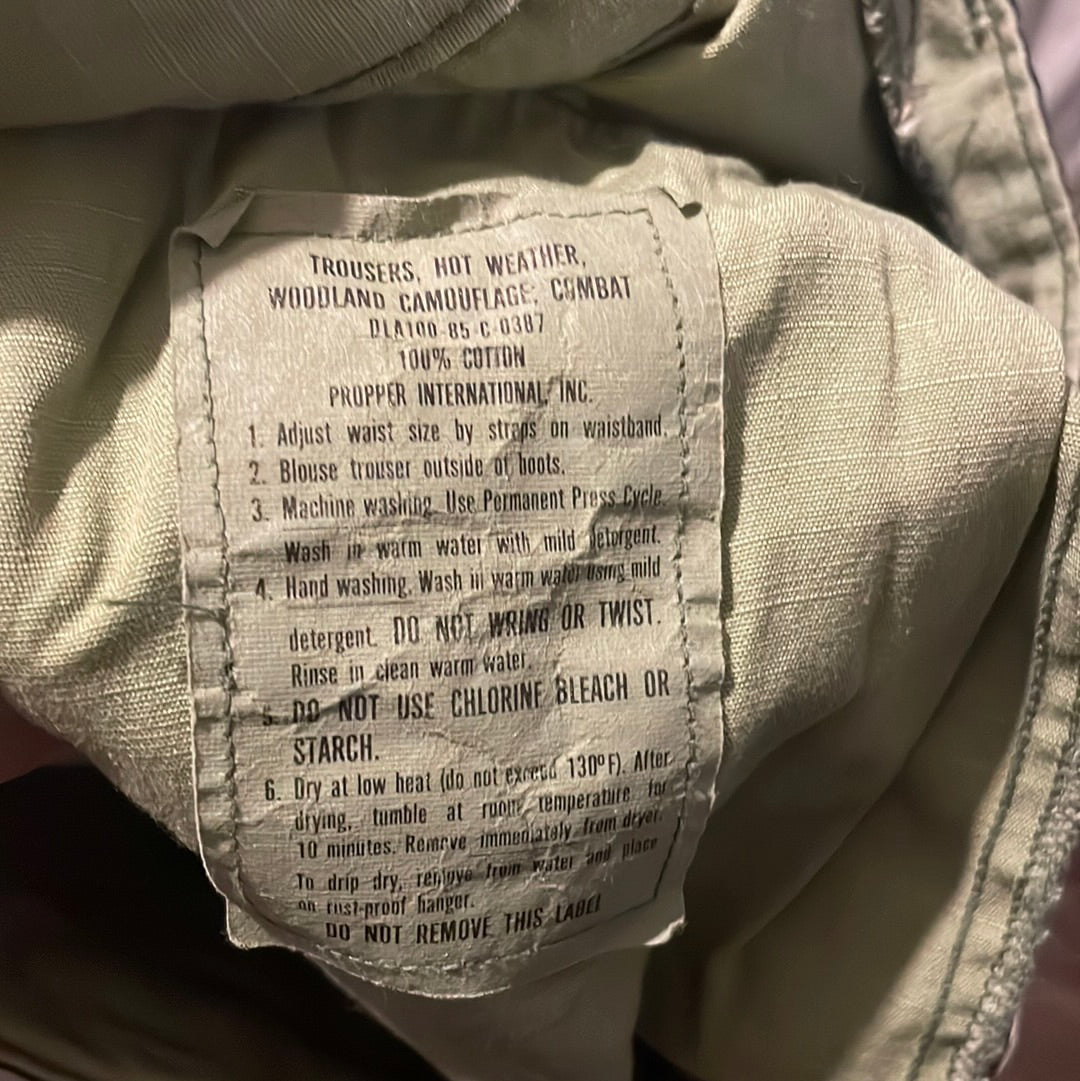 TROUSERS, HOT WEATHER,
WOODLAND CAMOUFLAGE, COMBAT
DLA100-85-C-0387
100% COTTON
PROPPER INTERNATIONAL, INC.
1. Adjust waist size by straps on waistband.
2. Blouse trouser outside of boots.
3. Machine washing. Use Permanent Press Cycle.
Wash in warm water with mild detergent.
4. Hand washing. Wash in warm water using mild
detergent. DO NOT WRING OR TWIST.
Rinse in clean warm water.
5. DO NOT USE CHLORINE BLEACH OR
STARCH.
6. Dry at low heat (do not exceed 130°F). After
drying, tumble at room temperature for
10 minutes. Remove immediately from dryer.
To drip dry, remove from water and place
on rust-proof hanger.
DO NOT REMOVE THIS LABEL